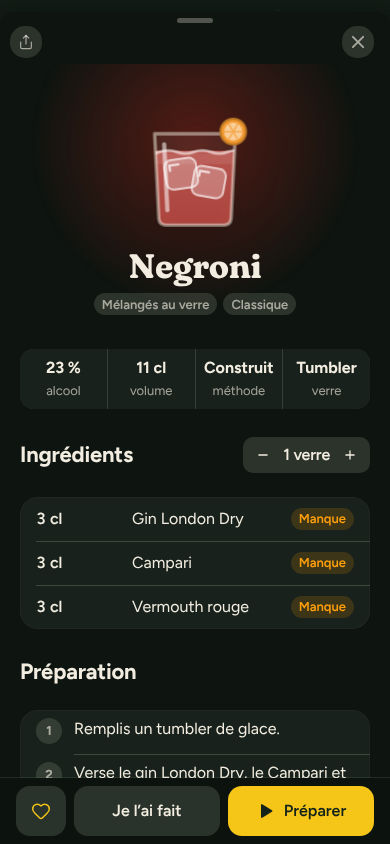 Negroni
Mélangés au verre Classique
23 % 11 cl Construit Tumbler
alcool volume méthode verre
Ingrédients − 1 verre +
3 cl Gin London Dry Manque
3 cl Campari Manque
3 cl Vermouth rouge Manque
Préparation
1 Remplis un tumbler de glace.
2 Verse le gin London Dry, le Campari et
Je l’ai fait Préparer